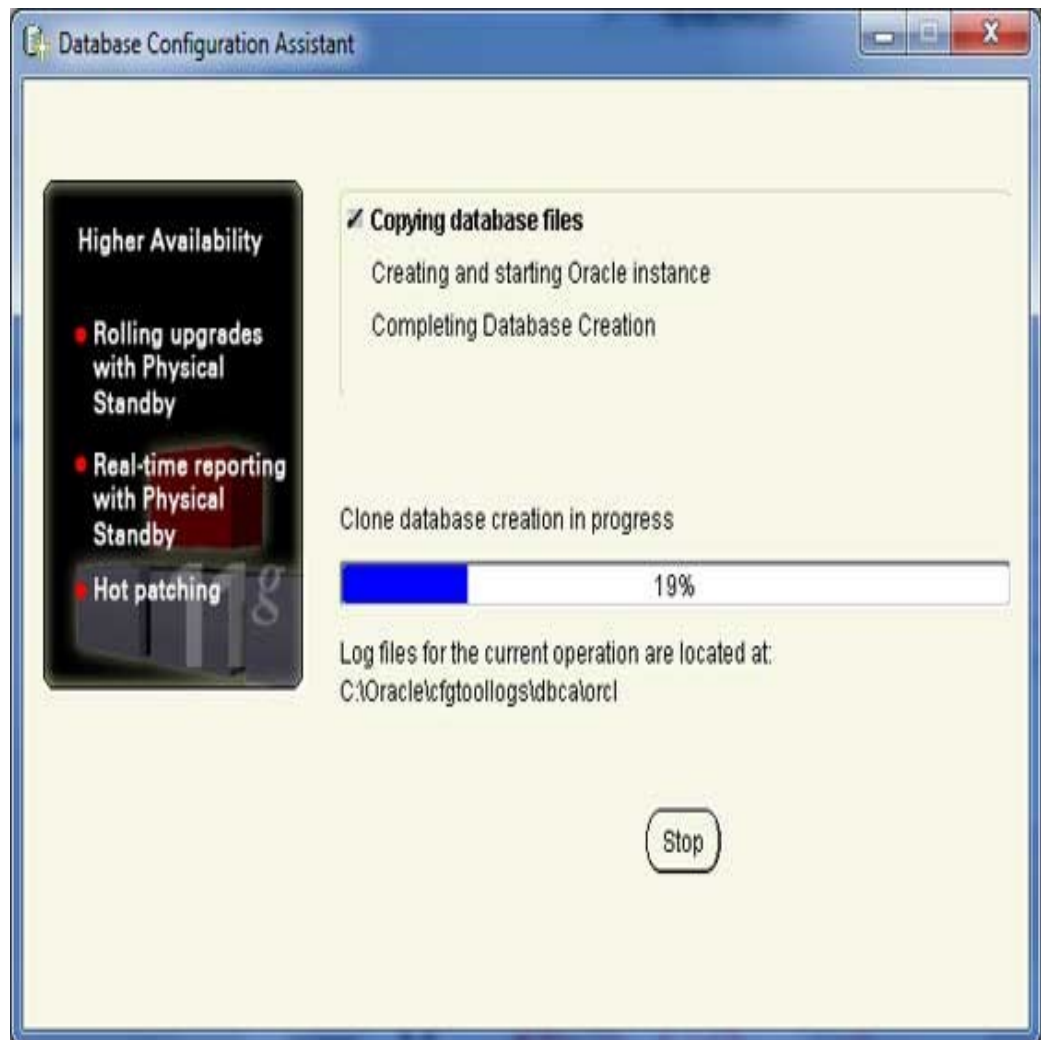 Database Configuration Assistant
Higher Availability
Rolling upgrades
with Physical
Standby
Real-time reporting
with Physical
Standby
Hot patching
11g
Copying database files
Creating and starting Oracle instance
Completing Database Creation
Clone database creation in progress
19%
Log files for the current operation are located at:
C:\Oracle\cfgtoollogs\dbca\orcl
Stop